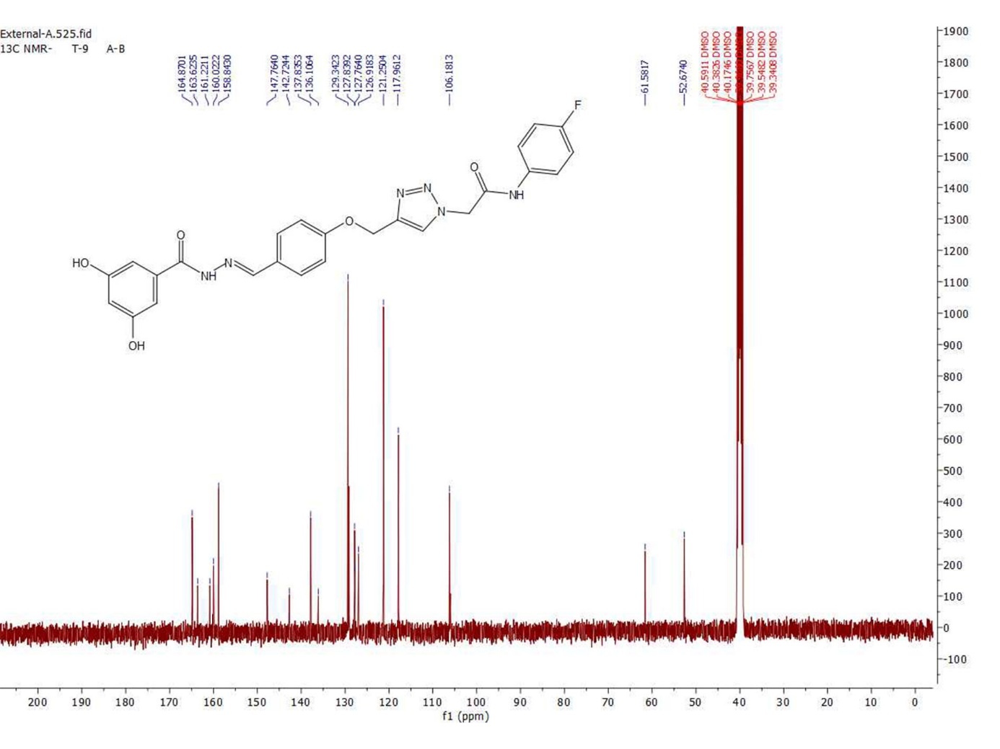 External-A.525.fid
13C NMR- T-9 A-B
164.8701
163.6235
161.2211
160.0222
158.8430
147.7640
142.7244
137.8353
136.1064
129.3423
127.8392
127.7640
126.9183
121.2504
117.9612
106.1813
61.5817
52.6740
40.5911 DMSO
40.3826 DMSO
40.1746 DMSO
DMSO
39.7567 DMSO
39.5482 DMSO
39.3408 DMSO
F
O
N
N
NH
N
O
O
HO
N
NH
OH
1900
1800
1700
1600
1500
1400
1300
1200
1100
1000
900
800
700
600
500
400
300
200
100
0
-100
200 190 180 170 160 150 140 130 120 110 100 90 80 70 60 50 40 30 20 10 0
f1 (ppm)